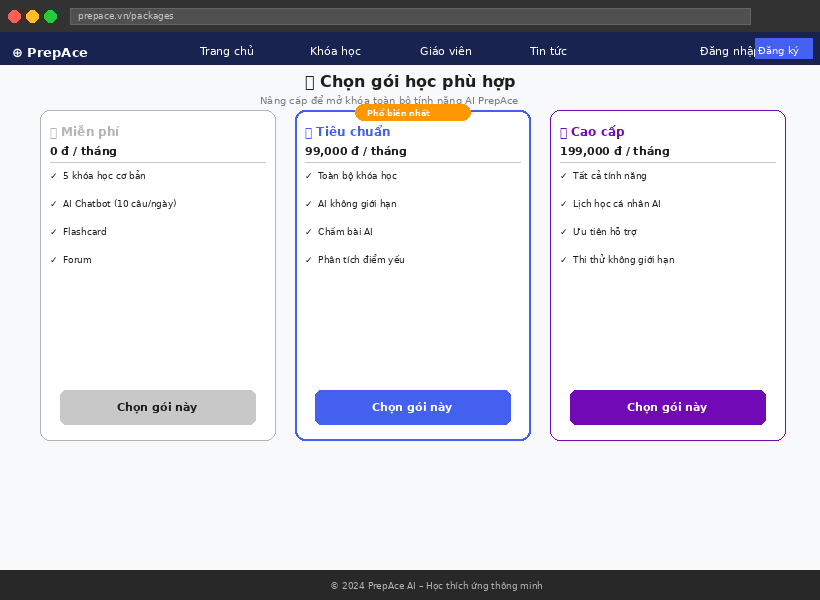 prepace.vn/packages
⊕ PrepAce
Trang chủ
Khóa học
Giáo viên
Tin tức
Đăng nhập
Đăng ký
Chọn gói học phù hợp
Nâng cấp để mở khóa toàn bộ tính năng AI PrepAce
Miễn phí
0 đ / tháng
✓ 5 khóa học cơ bản
✓ AI Chatbot (10 câu/ngày)
✓ Flashcard
✓ Forum
Chọn gói này
Phổ biến nhất
Tiêu chuẩn
99,000 đ / tháng
✓ Toàn bộ khóa học
✓ AI không giới hạn
✓ Chấm bài AI
✓ Phân tích điểm yếu
Chọn gói này
Cao cấp
199,000 đ / tháng
✓ Tất cả tính năng
✓ Lịch học cá nhân AI
✓ Ưu tiên hỗ trợ
✓ Thi thử không giới hạn
Chọn gói này
© 2024 PrepAce AI – Học thích ứng thông minh